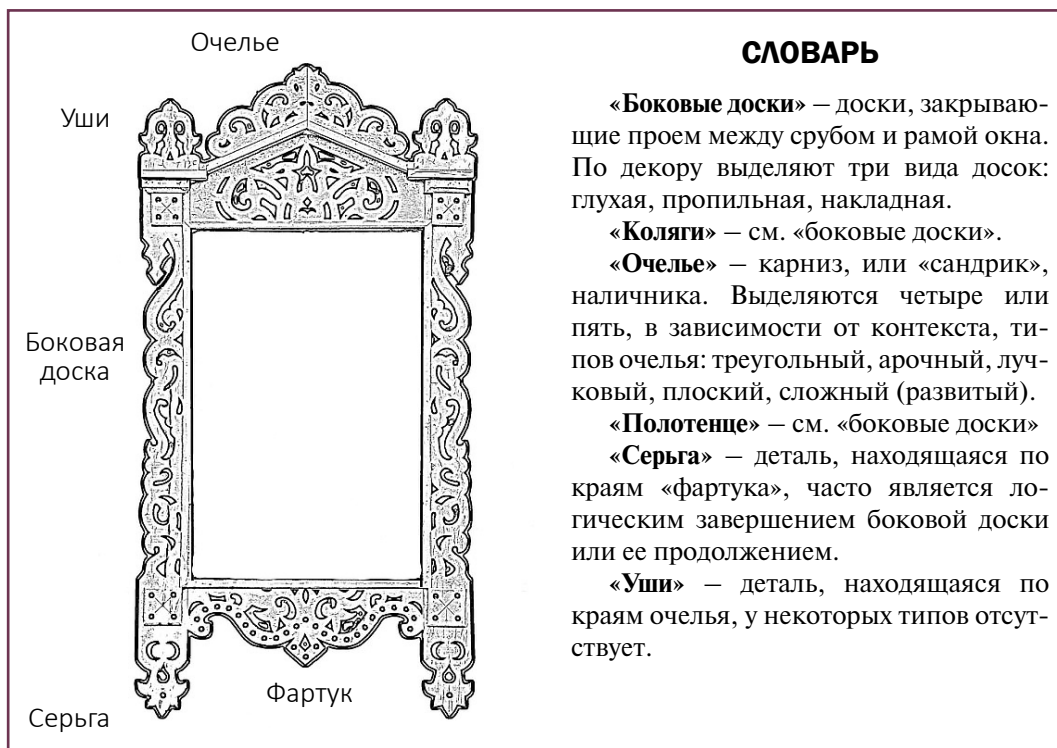 Очелье
Уши
Боковая
доска
Фартук
Серьга
СЛОВАРЬ
«Боковые доски» – доски, закрываю-
щие проем между срубом и рамой окна.
По декору выделяют три вида досок:
глухая, пропильная, накладная.
«Коляги» – см. «боковые доски».
«Очелье» – карниз, или «сандрик»,
наличника. Выделяются четыре или
пять, в зависимости от контекста, ти-
пов очелья: треугольный, арочный, луч-
ковый, плоский, сложный (развитый).
«Полотенце» – см. «боковые доски»
«Серьга» – деталь, находящаяся по
краям «фартука», часто является ло-
гическим завершением боковой доски
или ее продолжением.
«Уши» – деталь, находящаяся по
краям очелья, у некоторых типов отсут-
ствует.